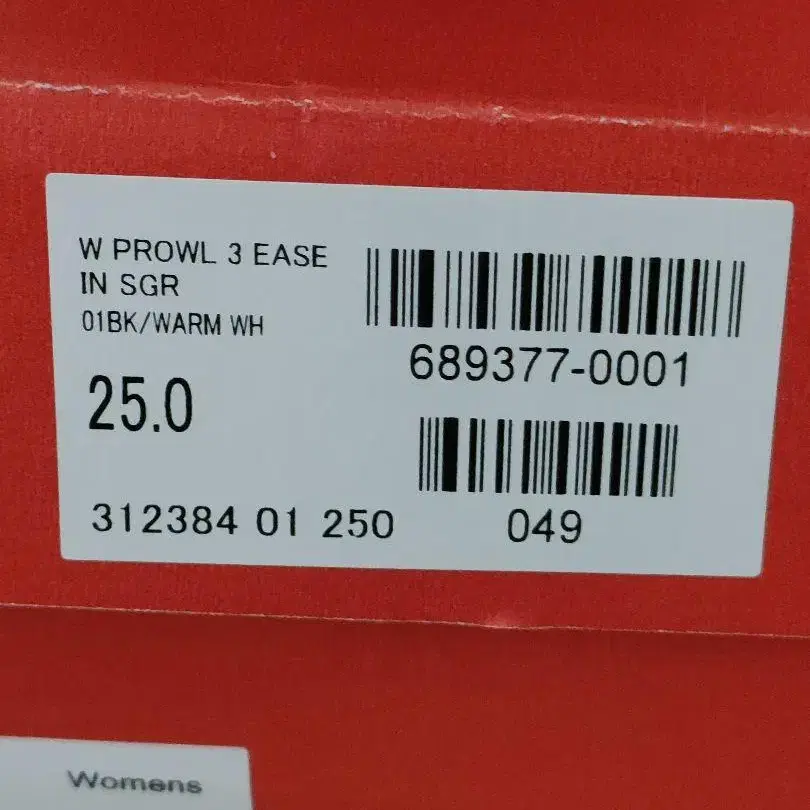 W PROWL 3 EASE
IN SGR
01BK/WARM WH
25.0
312384 01 250
689377-0001
049
Womens